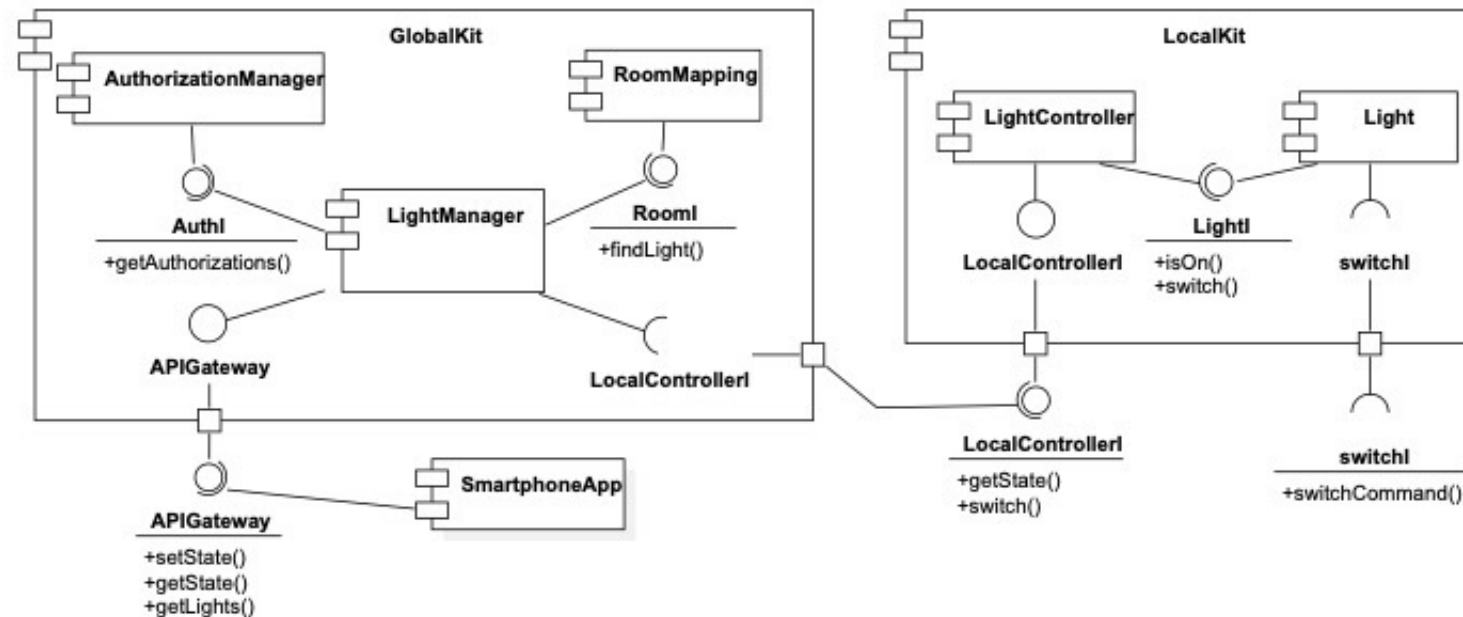 GlobalKit
AuthorizationManager
RoomMapping
LightManager
AuthI
+getAuthorizations()
RoomI
+findLight()
APIGateway
LocalControllerI
APIGateway
+setState()
+getState()
+getLights()
SmartphoneApp
LocalKit
LightController
Light
LocalControllerI
LightI
+isOn()
+switch()
switchI
LocalControllerI
+getState()
+switch()
switchI
+switchCommand()